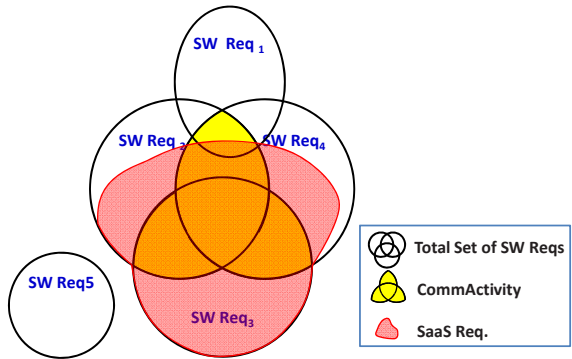 SW Req 1
SW Req 2
SW Req4
SW Req5
SW Req3
Total Set of SW Reqs
CommActivity
SaaS Req.